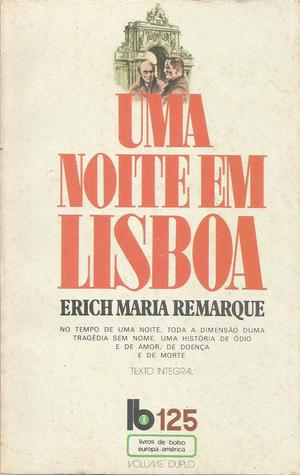 UMA
NOITE EM
LISBOA
ERICH MARIA REMARQUE
NO TEMPO DE UMA NOITE, TODA A DIMENSÃO DUMA
TRAGÉDIA SEM NOME. UMA HISTÓRIA DE ÓDIO
E DE AMOR, DE DOENÇA
E DE MORTE
TEXTO INTEGRAL
lb 125
livros de bolso
europa-américa
VOLUME DUPLO